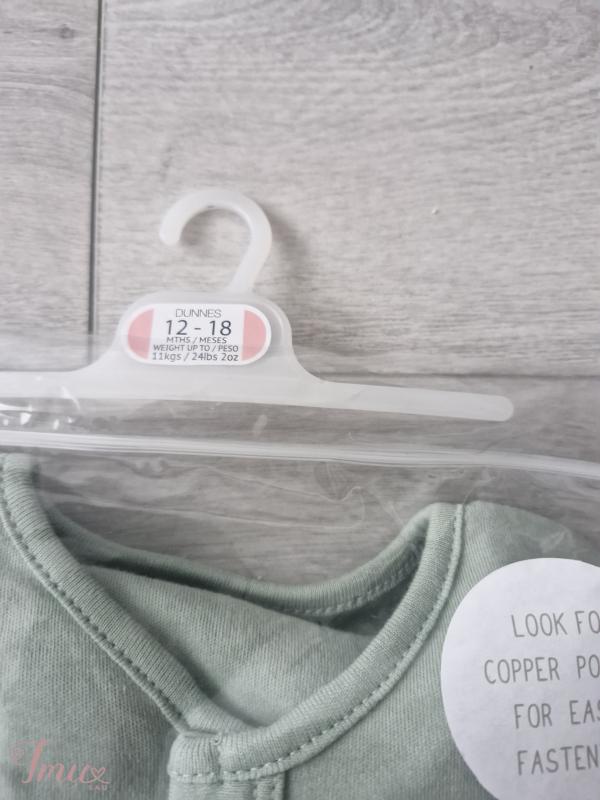 DUNNES
12 - 18
MTHS / MESES
WEIGHT UP TO / PESO
11kgs / 24lbs 2oz
LOOK FO
COPPER PO
FOR EAS
FASTEN